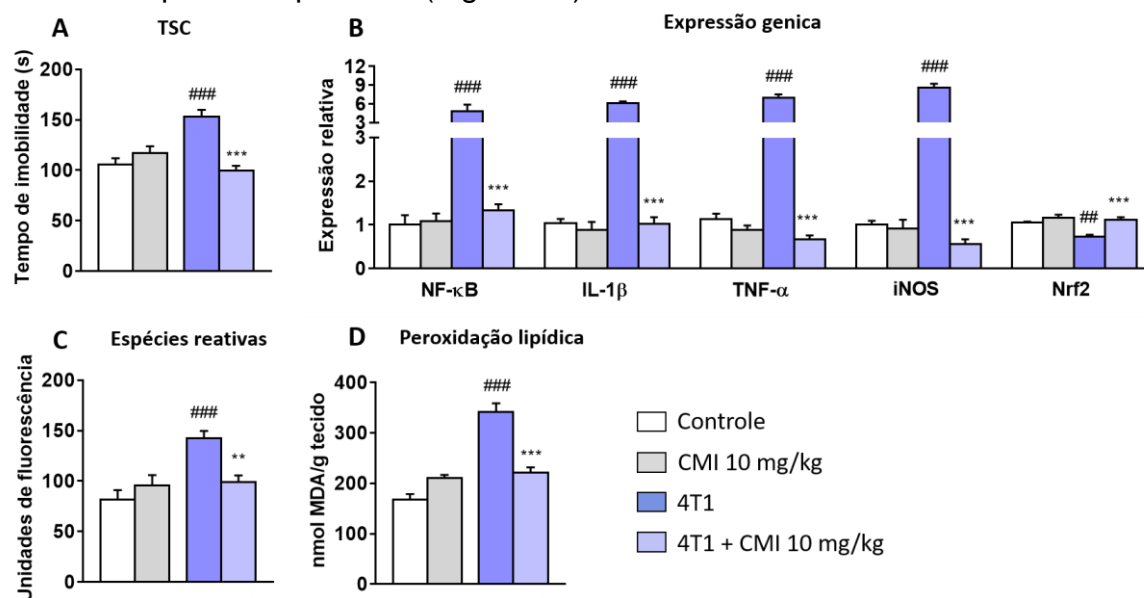 A
TSC
Tempo de imobilidade (s)
200
150
100
50
0
###
***
B
Expressão genica
Expressão relativa
12
9
6
3
3
2
1
0
###
***
###
***
###
***
###
***
##
***
NF-κB
IL-1β
TNF-α
iNOS
Nrf2
C
Espécies reativas
Unidades de fluorescência
200
150
100
50
0
###
**
D
Peroxidação lipídica
nmol MDA/g tecido
400
300
200
100
0
###
***
Controle
CMI 10 mg/kg
4T1
4T1 + CMI 10 mg/kg